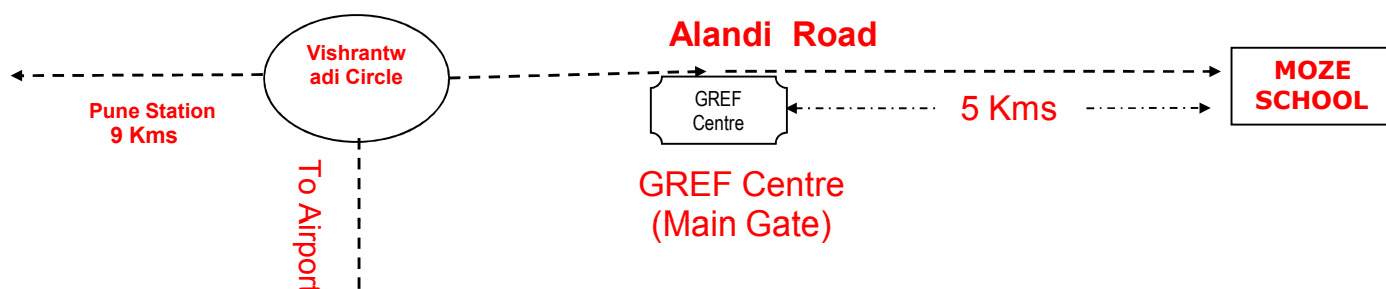 Alandi Road
Vishrantw
adi Circle
MOZE
SCHOOL
Pune Station
9 Kms
GREF
Centre
5 Kms
To Airport
GREF Centre
(Main Gate)